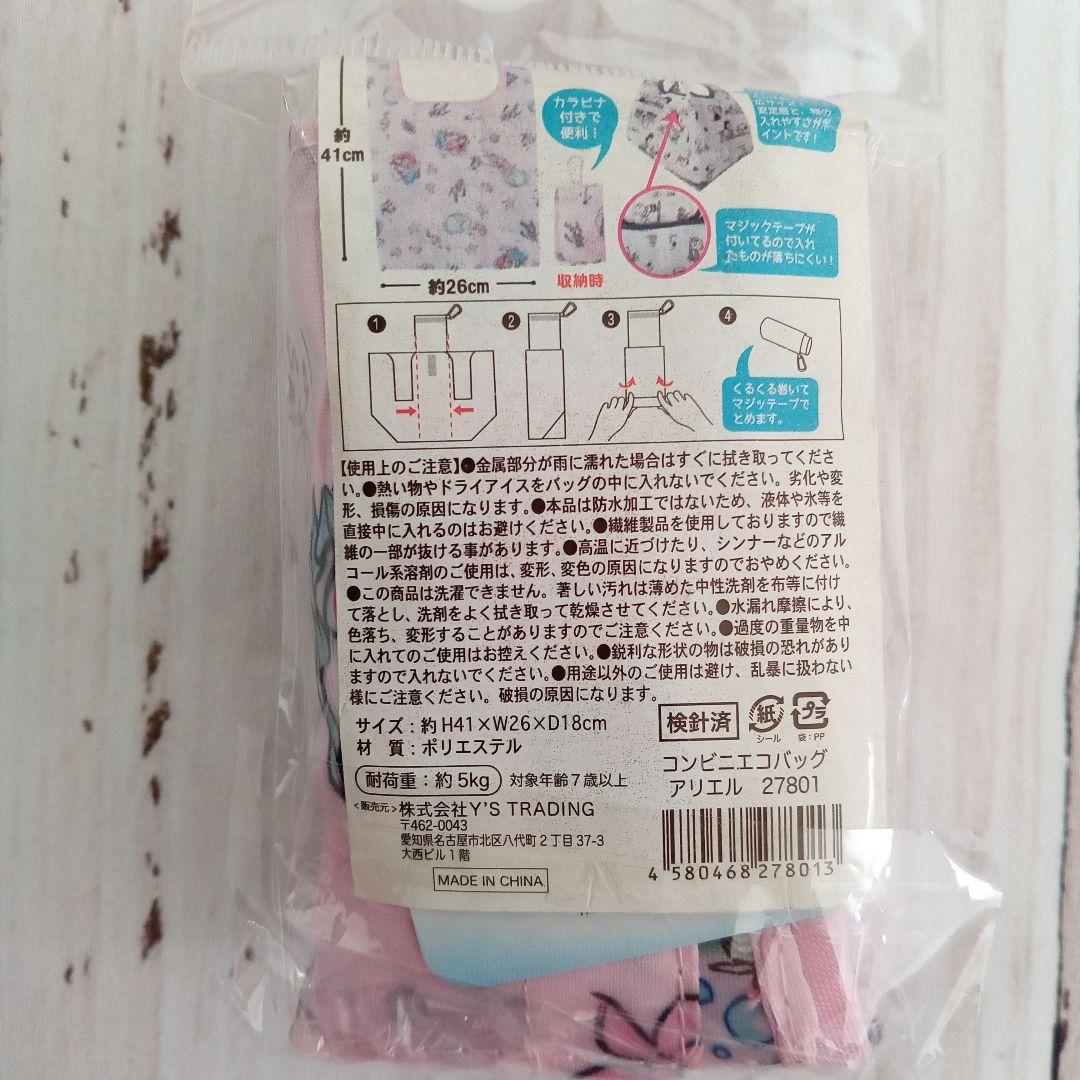 約
41cm
カラビナ
付きで
便利！
安定感と、物の
入れやすさがポ
イントです！
マジックテープが
付いてるので入れ
たものが落ちにくい！
約26cm
収納時
1
2
3
4
くるくる巻いて
マジックテープで
とめます。
【使用上のご注意】●金属部分が雨に濡れた場合はすぐに拭き取ってくださ
い。●熱い物やドライアイスをバッグの中に入れないでください。劣化や変
形、損傷の原因になります。●本品は防水加工ではないため、液体や氷等を
直接中に入れるのはお避けください。●繊維製品を使用しておりますので繊
維の一部が抜ける事があります。●高温に近づけたり、シンナーなどのアル
コール系溶剤のご使用は、変形、変色の原因になりますのでおやめください。
●この商品は洗濯できません。著しい汚れは薄めた中性洗剤を布等に付け
て落とし、洗剤をよく拭き取って乾燥させてください。●水漏れ摩擦により、
色落ち、変形することがありますのでご注意ください。●過度の重量物を中
に入れてのご使用はお控えください。●鋭利な形状の物は破損の恐れがあり
ますので入れないでください。●用途以外のご使用は避け、乱暴に扱わない
様にご注意ください。破損の原因になります。
サイズ：約 H41×W26×D18cm
材　質：ポリエステル
検針済
紙
シール
プラ
袋：PP
耐荷重：約 5kg
対象年齢７歳以上
コンビニエコバッグ
アリエル 27801
＜販売元＞株式会社Y'S TRADING
〒462-0043
愛知県名古屋市北区八代町２丁目37-3
大西ビル１階
MADE IN CHINA
4 580468 278013